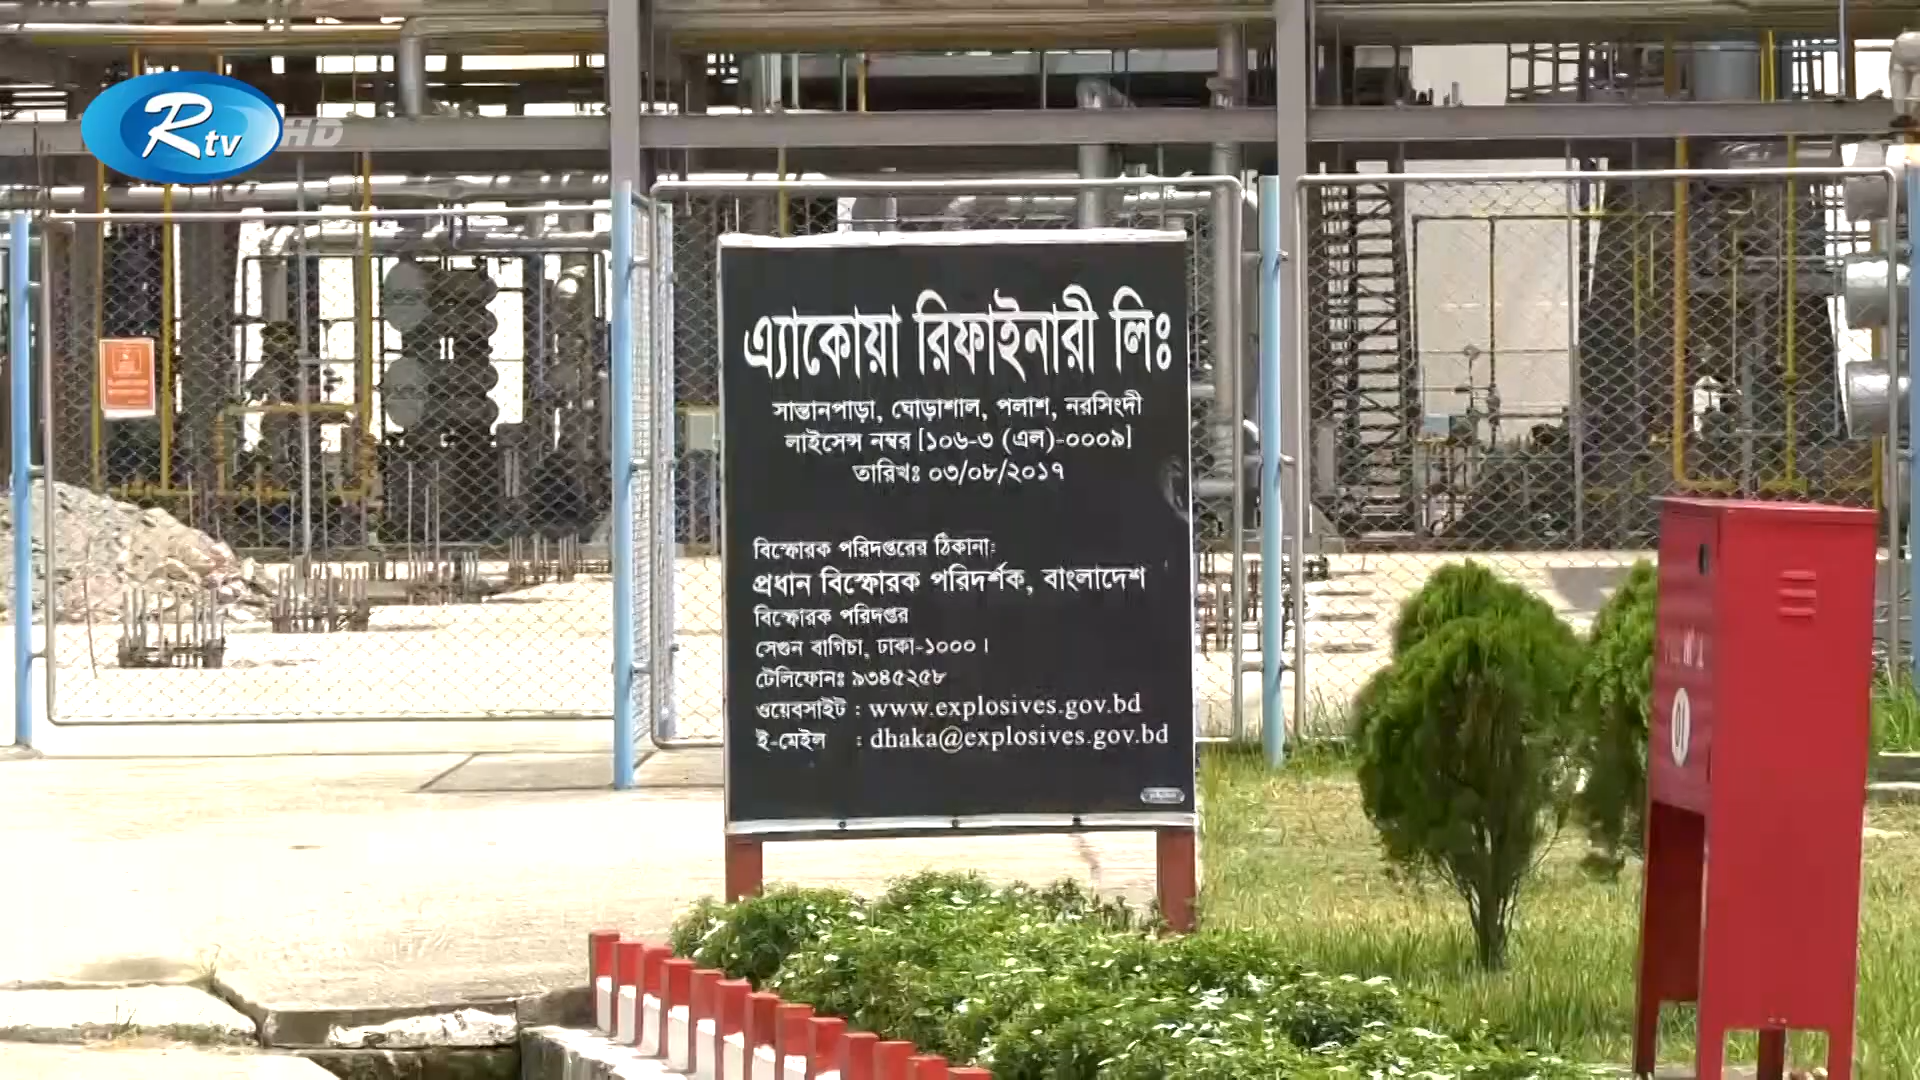 Rtv HD
এ্যাকোয়া রিফাইনারী লিঃ
সান্তানপাড়া, ঘোড়াশাল, পলাশ, নরসিংদী
লাইসেন্স নম্বর [১০৬-৩ (এল)-০০০৯]
তারিখঃ ০৩/০৮/২০১৭
বিস্ফোরক পরিদপ্তরের ঠিকানা:
প্রধান বিস্ফোরক পরিদর্শক, বাংলাদেশ
বিস্ফোরক পরিদপ্তর
সেগুন বাগিচা, ঢাকা-১০০০।
টেলিফোনঃ ৯৩৪৫২৫৮
ওয়েবসাইট : www.explosives.gov.bd
ই-মেইল : dhaka@explosives.gov.bd
01